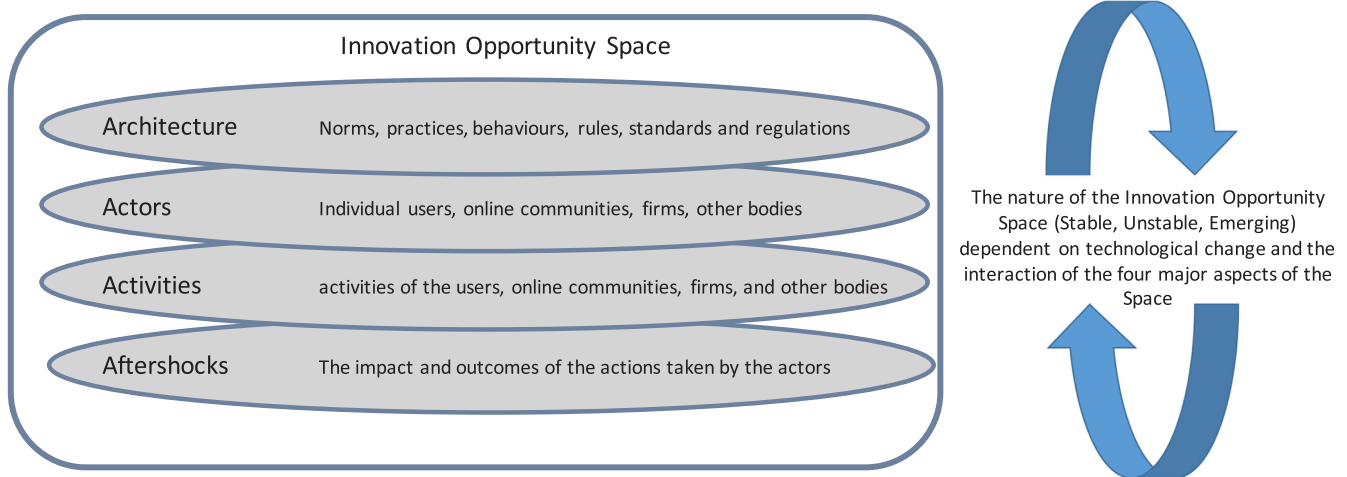 Innovation Opportunity Space
Architecture Norms, practices, behaviours, rules, standards and regulations
Actors Individual users, online communities, firms, other bodies
Activities activities of the users, online communities, firms, and other bodies
Aftershocks The impact and outcomes of the actions taken by the actors
The nature of the Innovation Opportunity
Space (Stable, Unstable, Emerging)
dependent on technological change and the
interaction of the four major aspects of the
Space